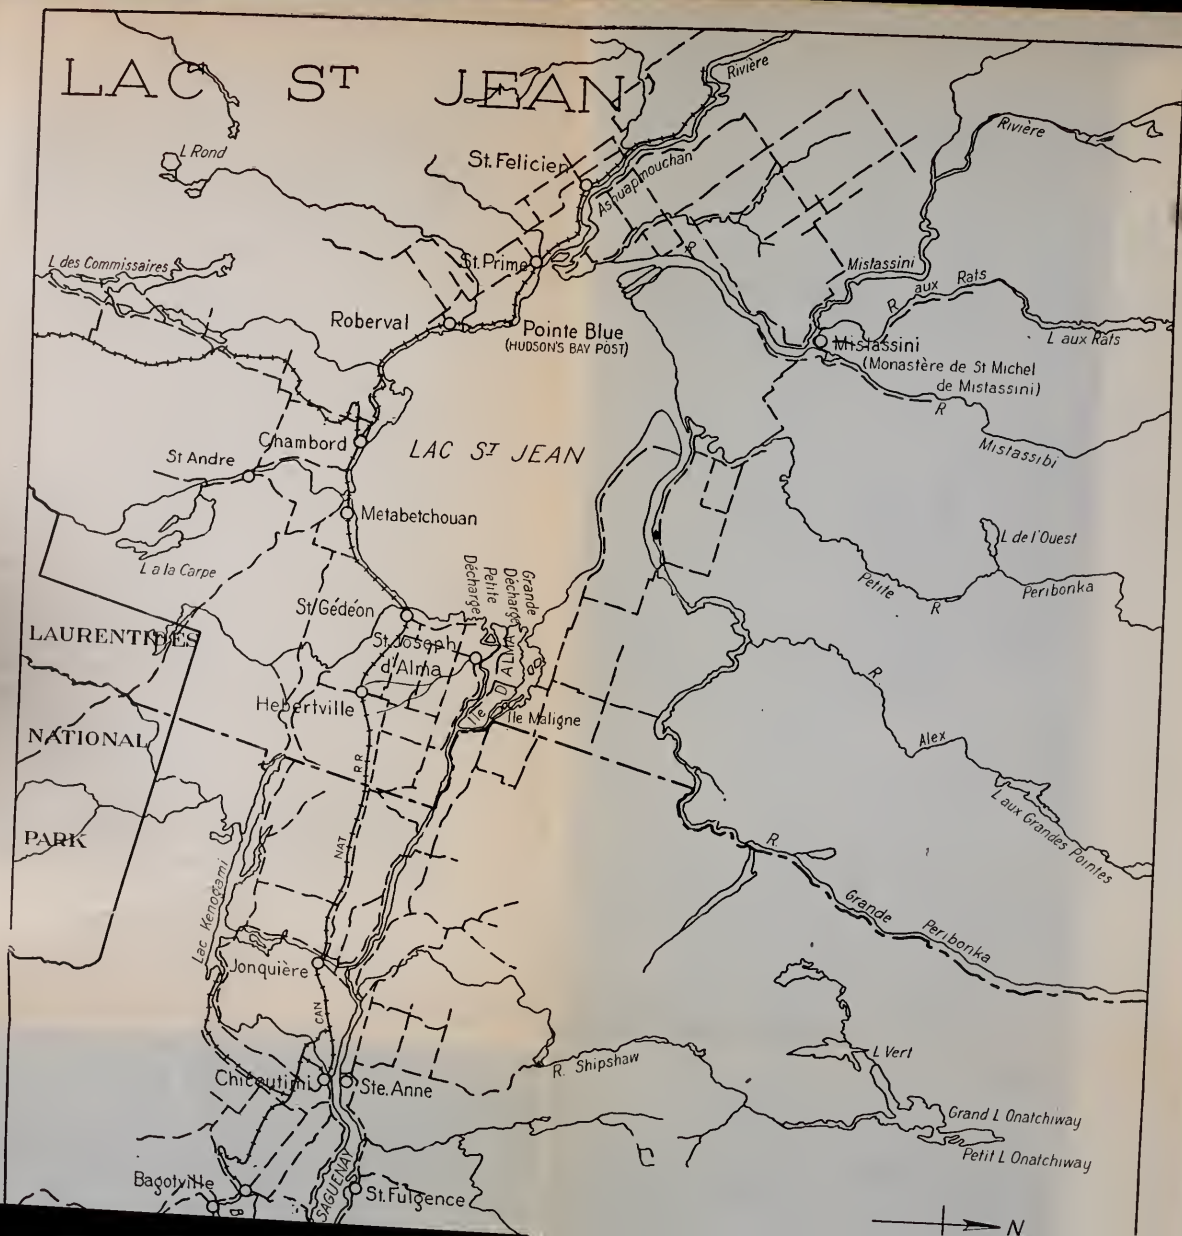 LAC ST JEAN
Rivière
Rivière
L Rond
St. Felicien
Ashuapmouchan
L des Commissaires
St. Prime
R
Mistassini
R aux Rats
Roberval
Pointe Blue
(HUDSON'S BAY POST)
L aux Rats
Mistassini
(Monastère de St Michel
de Mistassini)
R
Mistassibi
Chambord
LAC ST JEAN
St Andre
Metabetchouan
L a la Carpe
L de l'Ouest
Petite
R
Peribonka
Petite
Décharge
Grande
Décharge
St Gédéon
LAURENTIDES
St. Joseph
d'Alma
Ile D'ALMA
R
Hebertville
Ile Maligne
NATIONAL
Alex
RR
L aux Grandes Pointes
PARK
NAT
R
Grande
Peribonka
Lac Kenogami
Jonquière
CAN
R. Shipshaw
L Vert
Chicoutimi
Ste. Anne
Grand L Onatchiway
Petit L Onatchiway
Bagotville
SAGUENAY
St. Fulgence
B
N